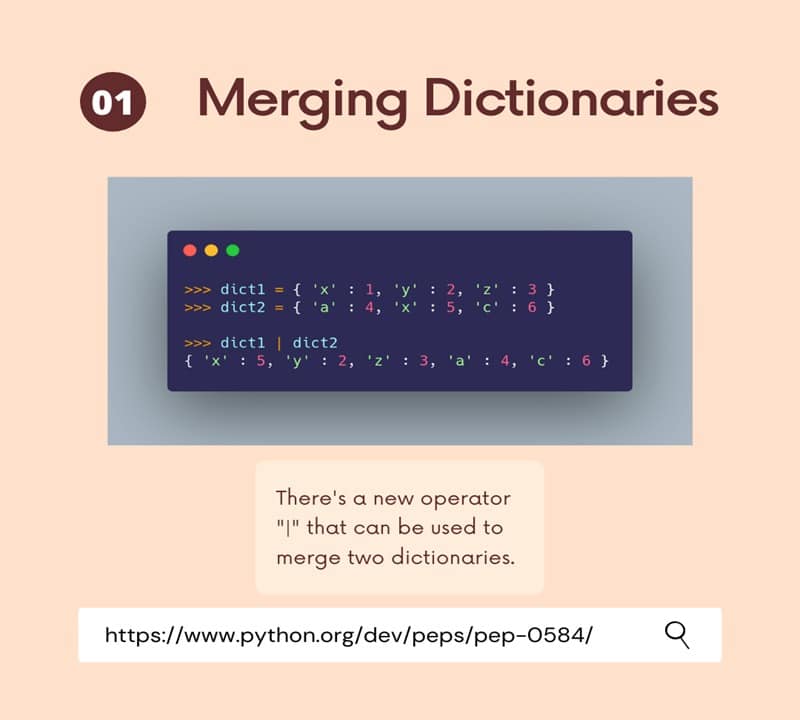 01 Merging Dictionaries
>>> dict1 = { 'x' : 1, 'y' : 2, 'z' : 3 }
>>> dict2 = { 'a' : 4, 'x' : 5, 'c' : 6 }
>>> dict1 | dict2
{ 'x' : 5, 'y' : 2, 'z' : 3, 'a' : 4, 'c' : 6 }
There's a new operator
"|" that can be used to
merge two dictionaries.
https://www.python.org/dev/peps/pep-0584/